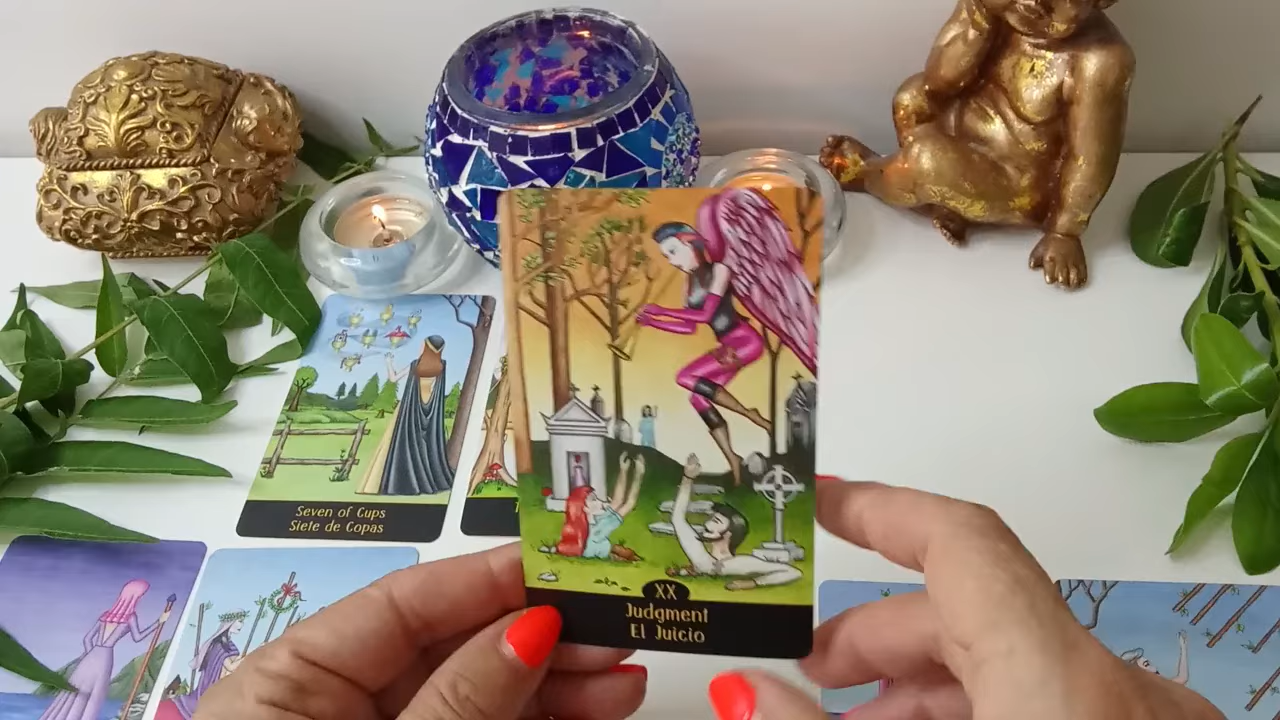 Seven of Cups
Siete de Copas
XX
Judgment
El Juicio